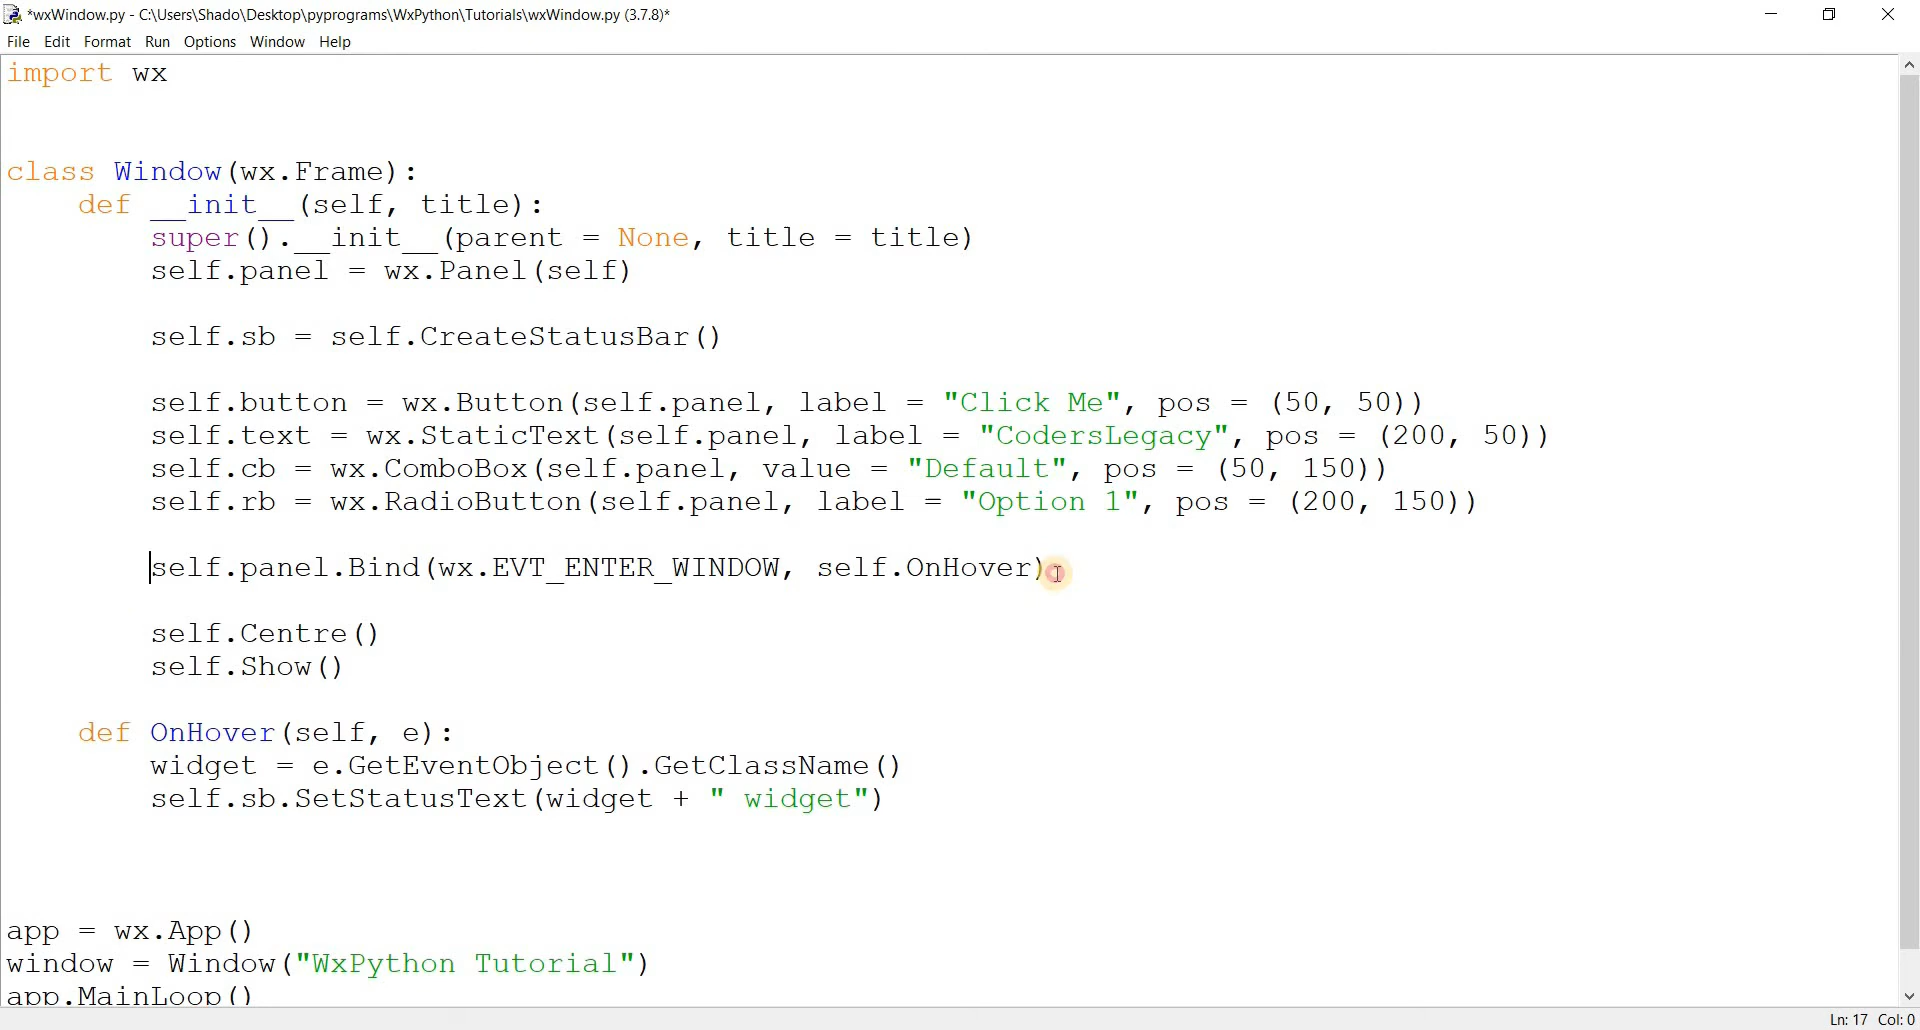 *wxWindow.py - C:\Users\Shado\Desktop\pyprograms\WxPython\Tutorials\wxWindow.py (3.7.8)*
File Edit Format Run Options Window Help
import wx
class Window(wx.Frame):
    def __init__(self, title):
        super().__init__(parent = None, title = title)
        self.panel = wx.Panel(self)
        self.sb = self.CreateStatusBar()
        self.button = wx.Button(self.panel, label = "Click Me", pos = (50, 50))
        self.text = wx.StaticText(self.panel, label = "CodersLegacy", pos = (200, 50))
        self.cb = wx.ComboBox(self.panel, value = "Default", pos = (50, 150))
        self.rb = wx.RadioButton(self.panel, label = "Option 1", pos = (200, 150))
        self.panel.Bind(wx.EVT_ENTER_WINDOW, self.OnHover)
        self.Centre()
        self.Show()
    def OnHover(self, e):
        widget = e.GetEventObject().GetClassName()
        self.sb.SetStatusText(widget + " widget")
app = wx.App()
window = Window("WxPython Tutorial")
app.MainLoop()
Ln: 17 Col: 0